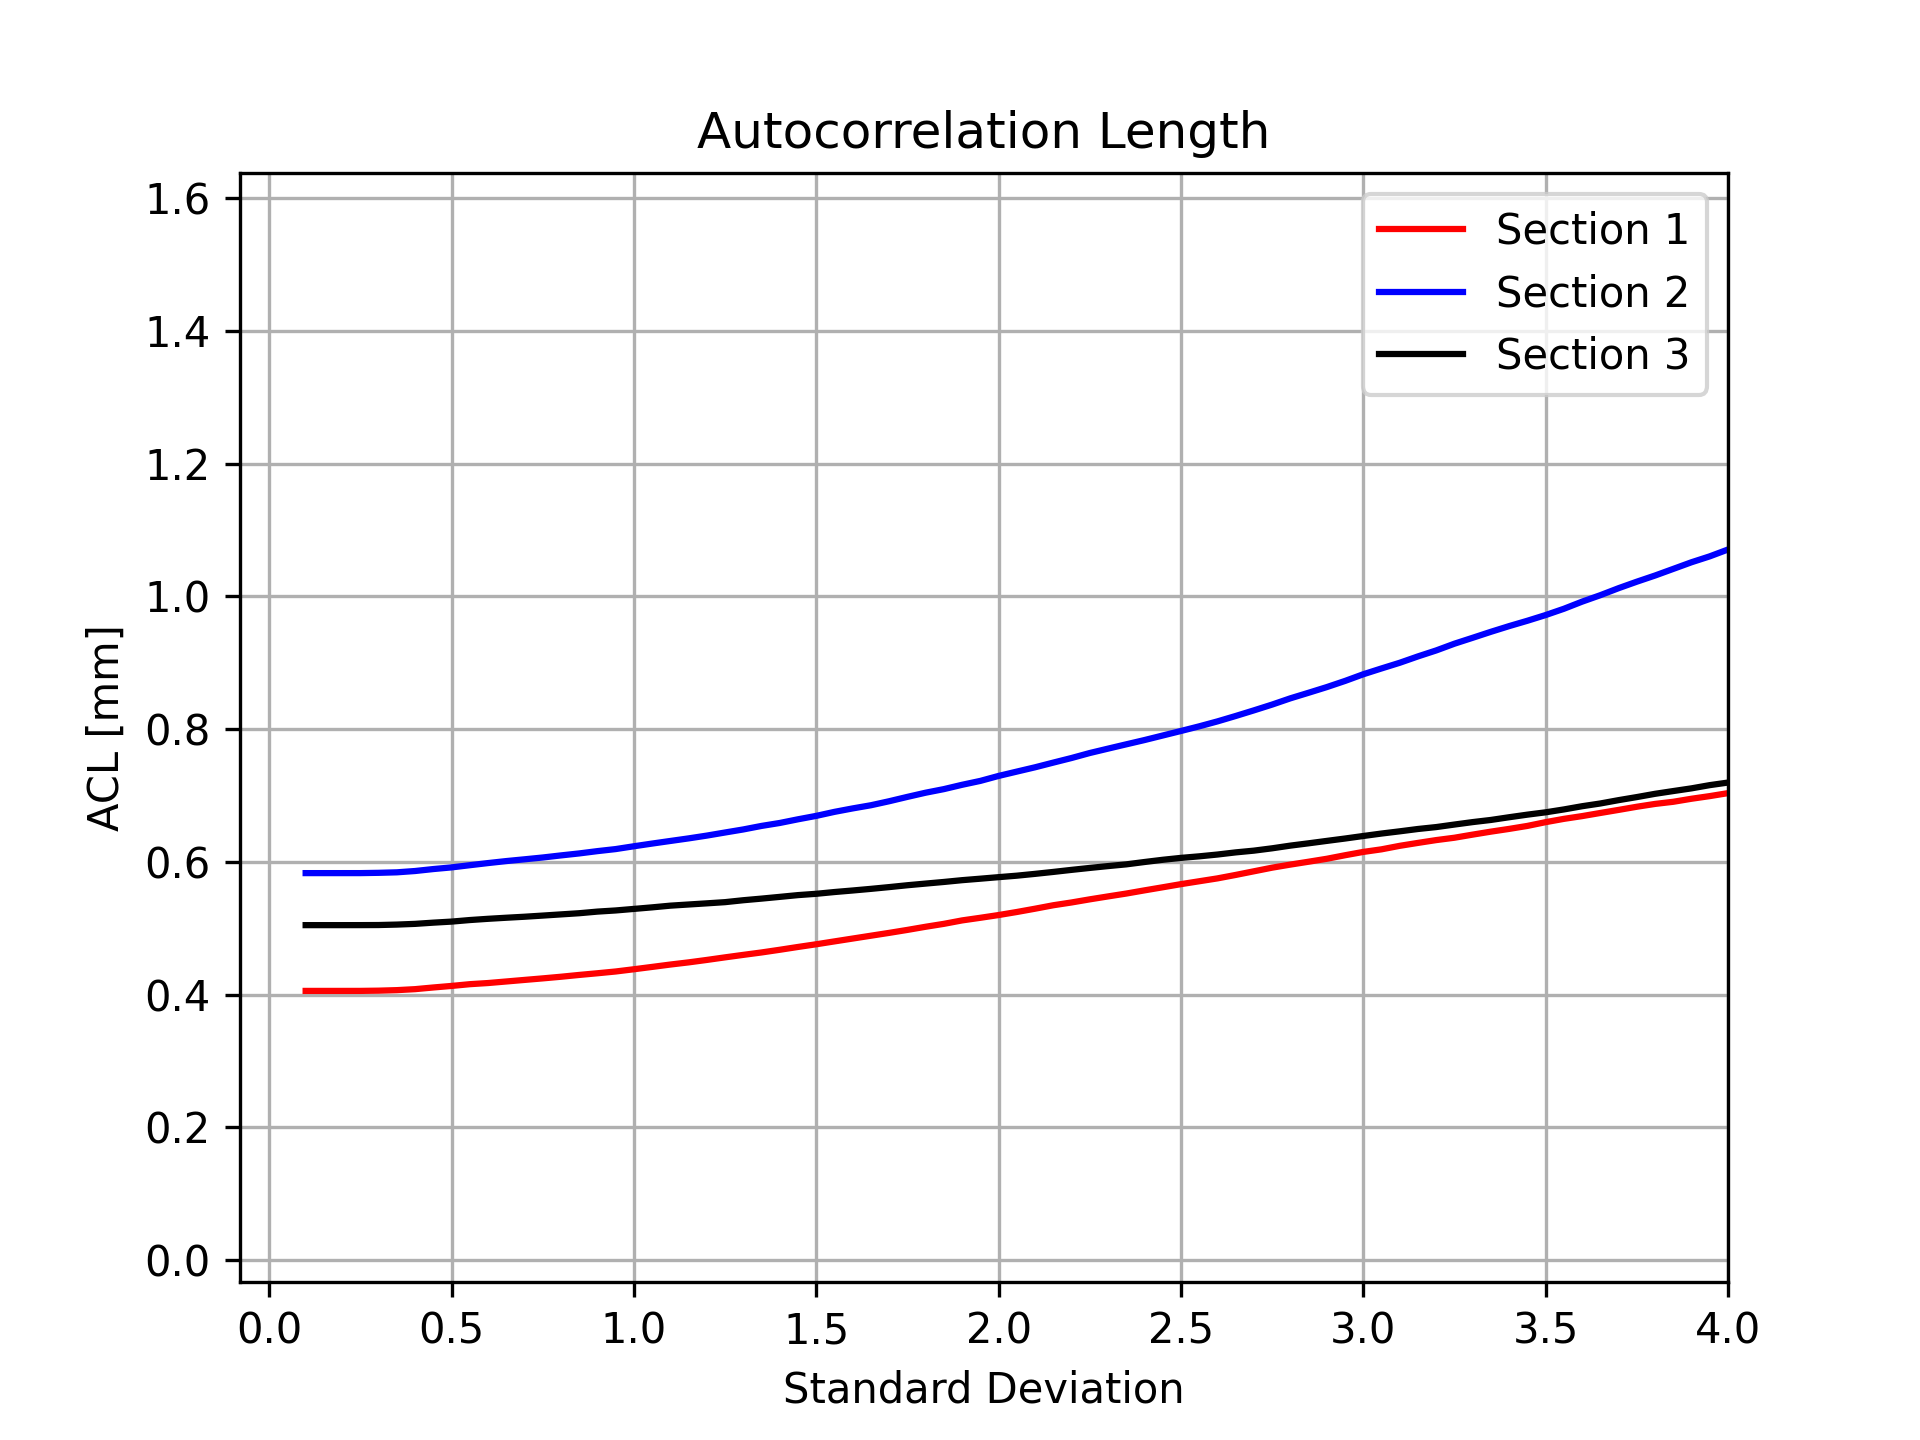 Autocorrelation Length
1.6
1.4
1.2
1.0
0.8
0.6
0.4
0.2
0.0
ACL [mm]
Section 1
Section 2
Section 3
0.0 0.5 1.0 1.5 2.0 2.5 3.0 3.5 4.0
Standard Deviation